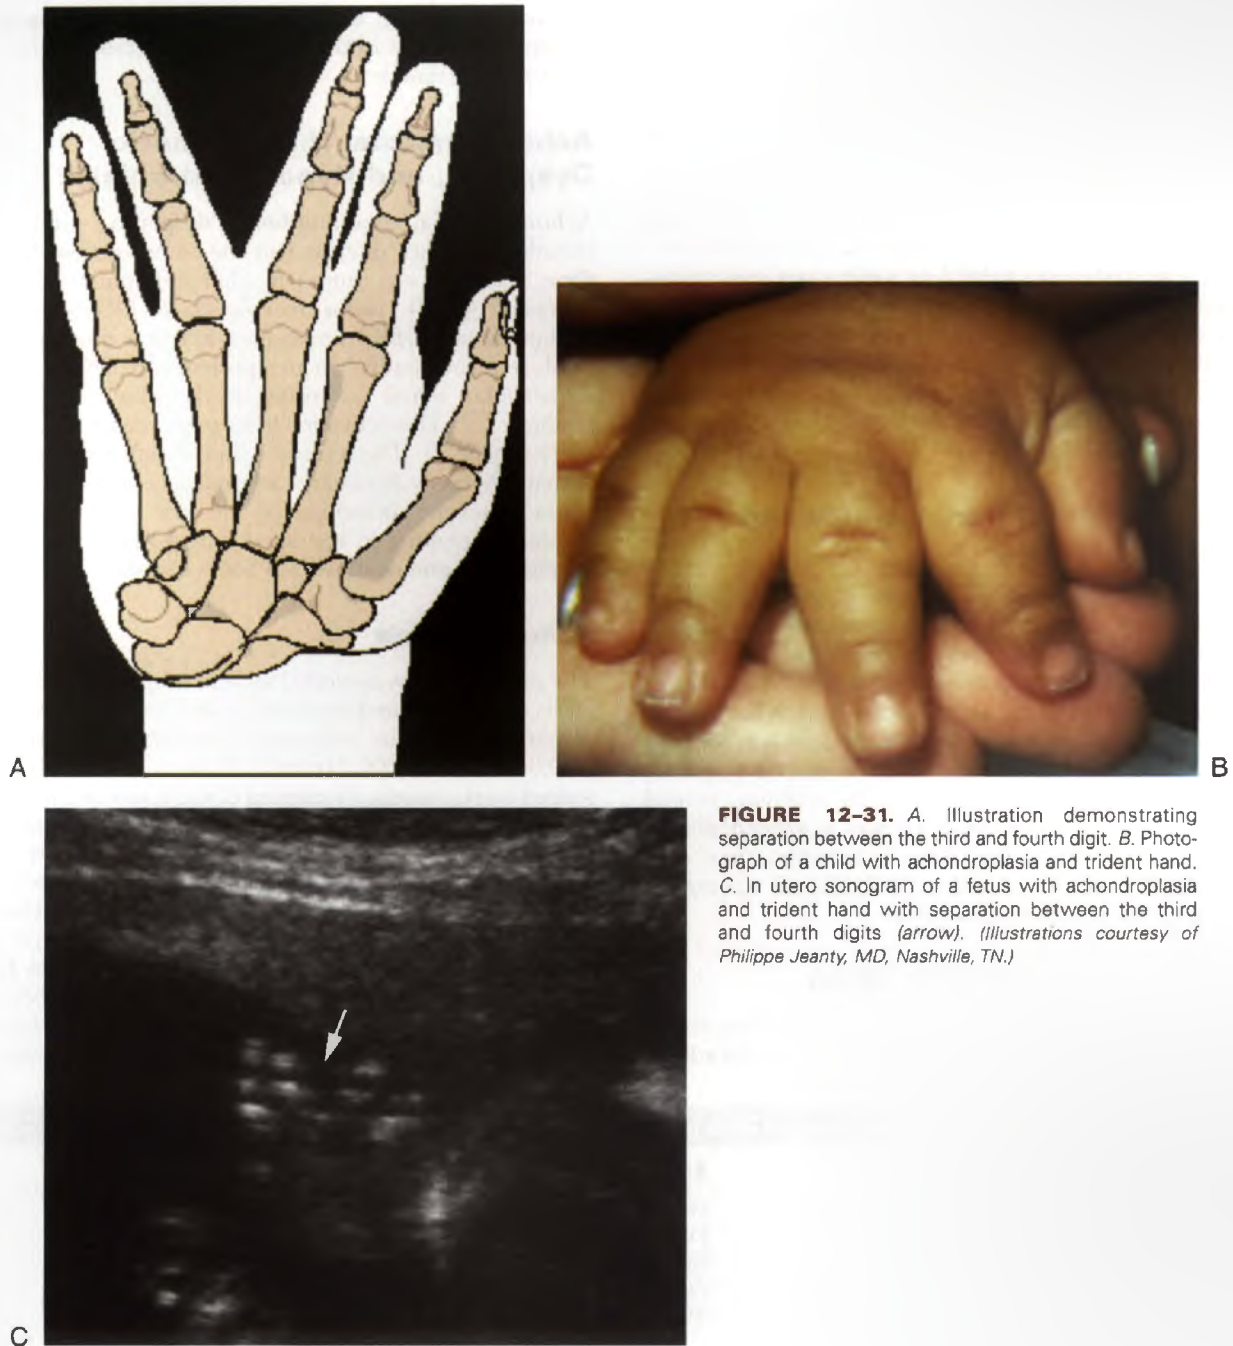 A
B
C
FIGURE 12–31. A. Illustration demonstrating
separation between the third and fourth digit. B. Photo-
graph of a child with achondroplasia and trident hand.
C. In utero sonogram of a fetus with achondroplasia
and trident hand with separation between the third
and fourth digits (arrow). (Illustrations courtesy of
Philippe Jeanty, MD, Nashville, TN.)